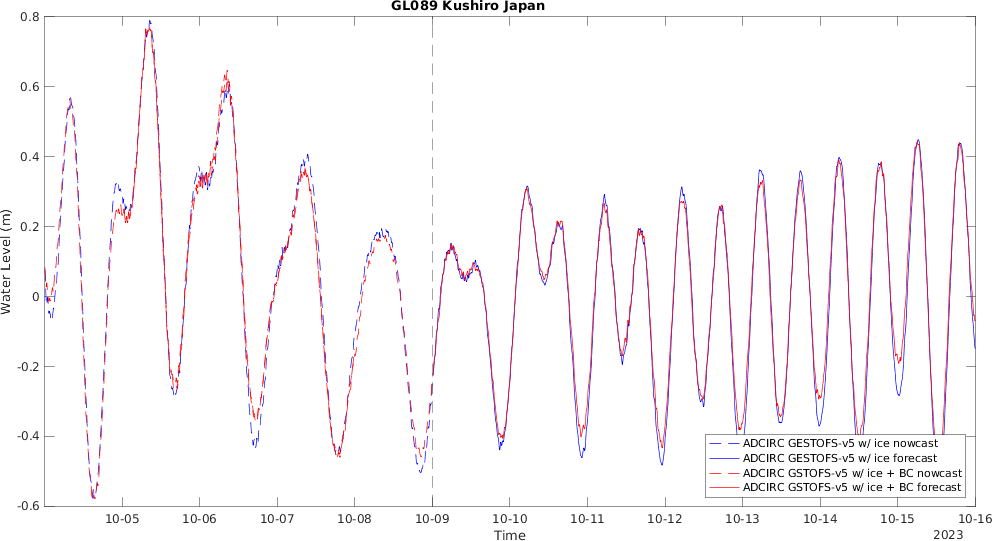 GL089 Kushiro Japan
0.8
0.6
0.4
0.2
0
-0.2
-0.4
-0.6
Water Level (m)
ADCIRC GESTOFS-v5 w/ ice nowcast
ADCIRC GESTOFS-v5 w/ ice forecast
ADCIRC GSTOFS-v5 w/ ice + BC nowcast
ADCIRC GSTOFS-v5 w/ ice + BC forecast
10-05 10-06 10-07 10-08 10-09 10-10 10-11 10-12 10-13 10-14 10-15 10-16
Time
2023